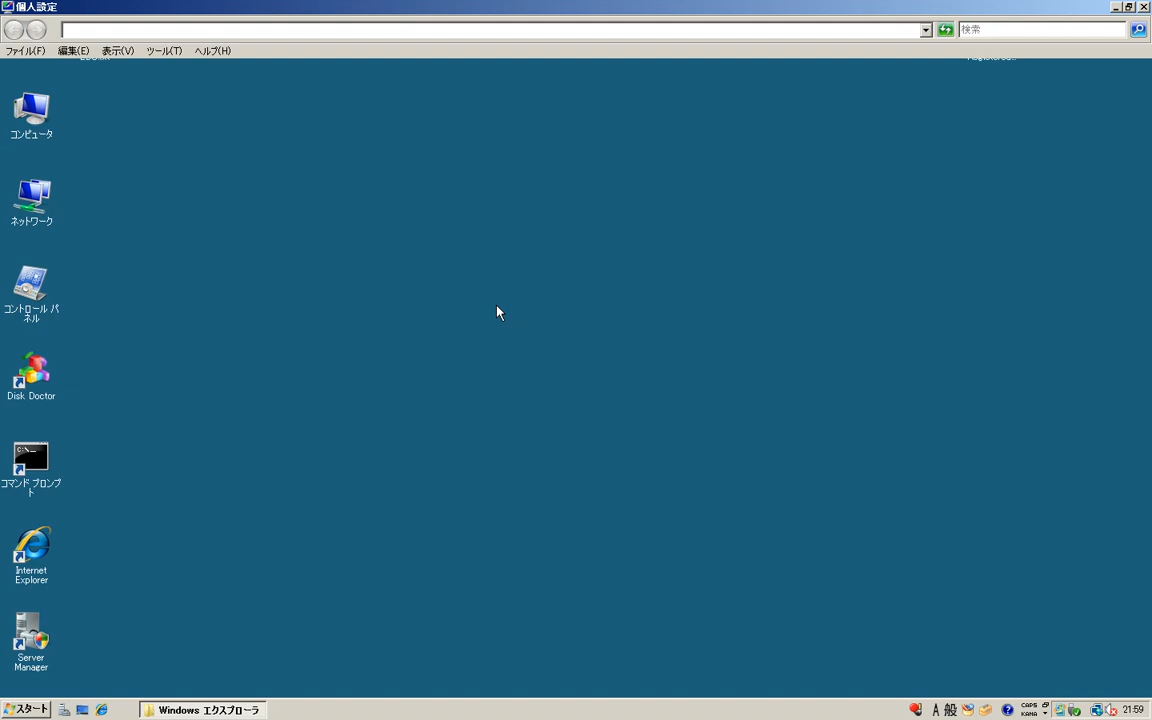 個人設定
検索
ファイル(F) 編集(E) 表示(V) ツール(T) ヘルプ(H)
コンピュータ
ネットワーク
コントロール パ
ネル
Disk Doctor
C:\_
コマンド プロンプ
ト
Internet
Explorer
Server
Manager
スタート
Windows エクスプローラ
A 般
CAPS
KANA
21:59